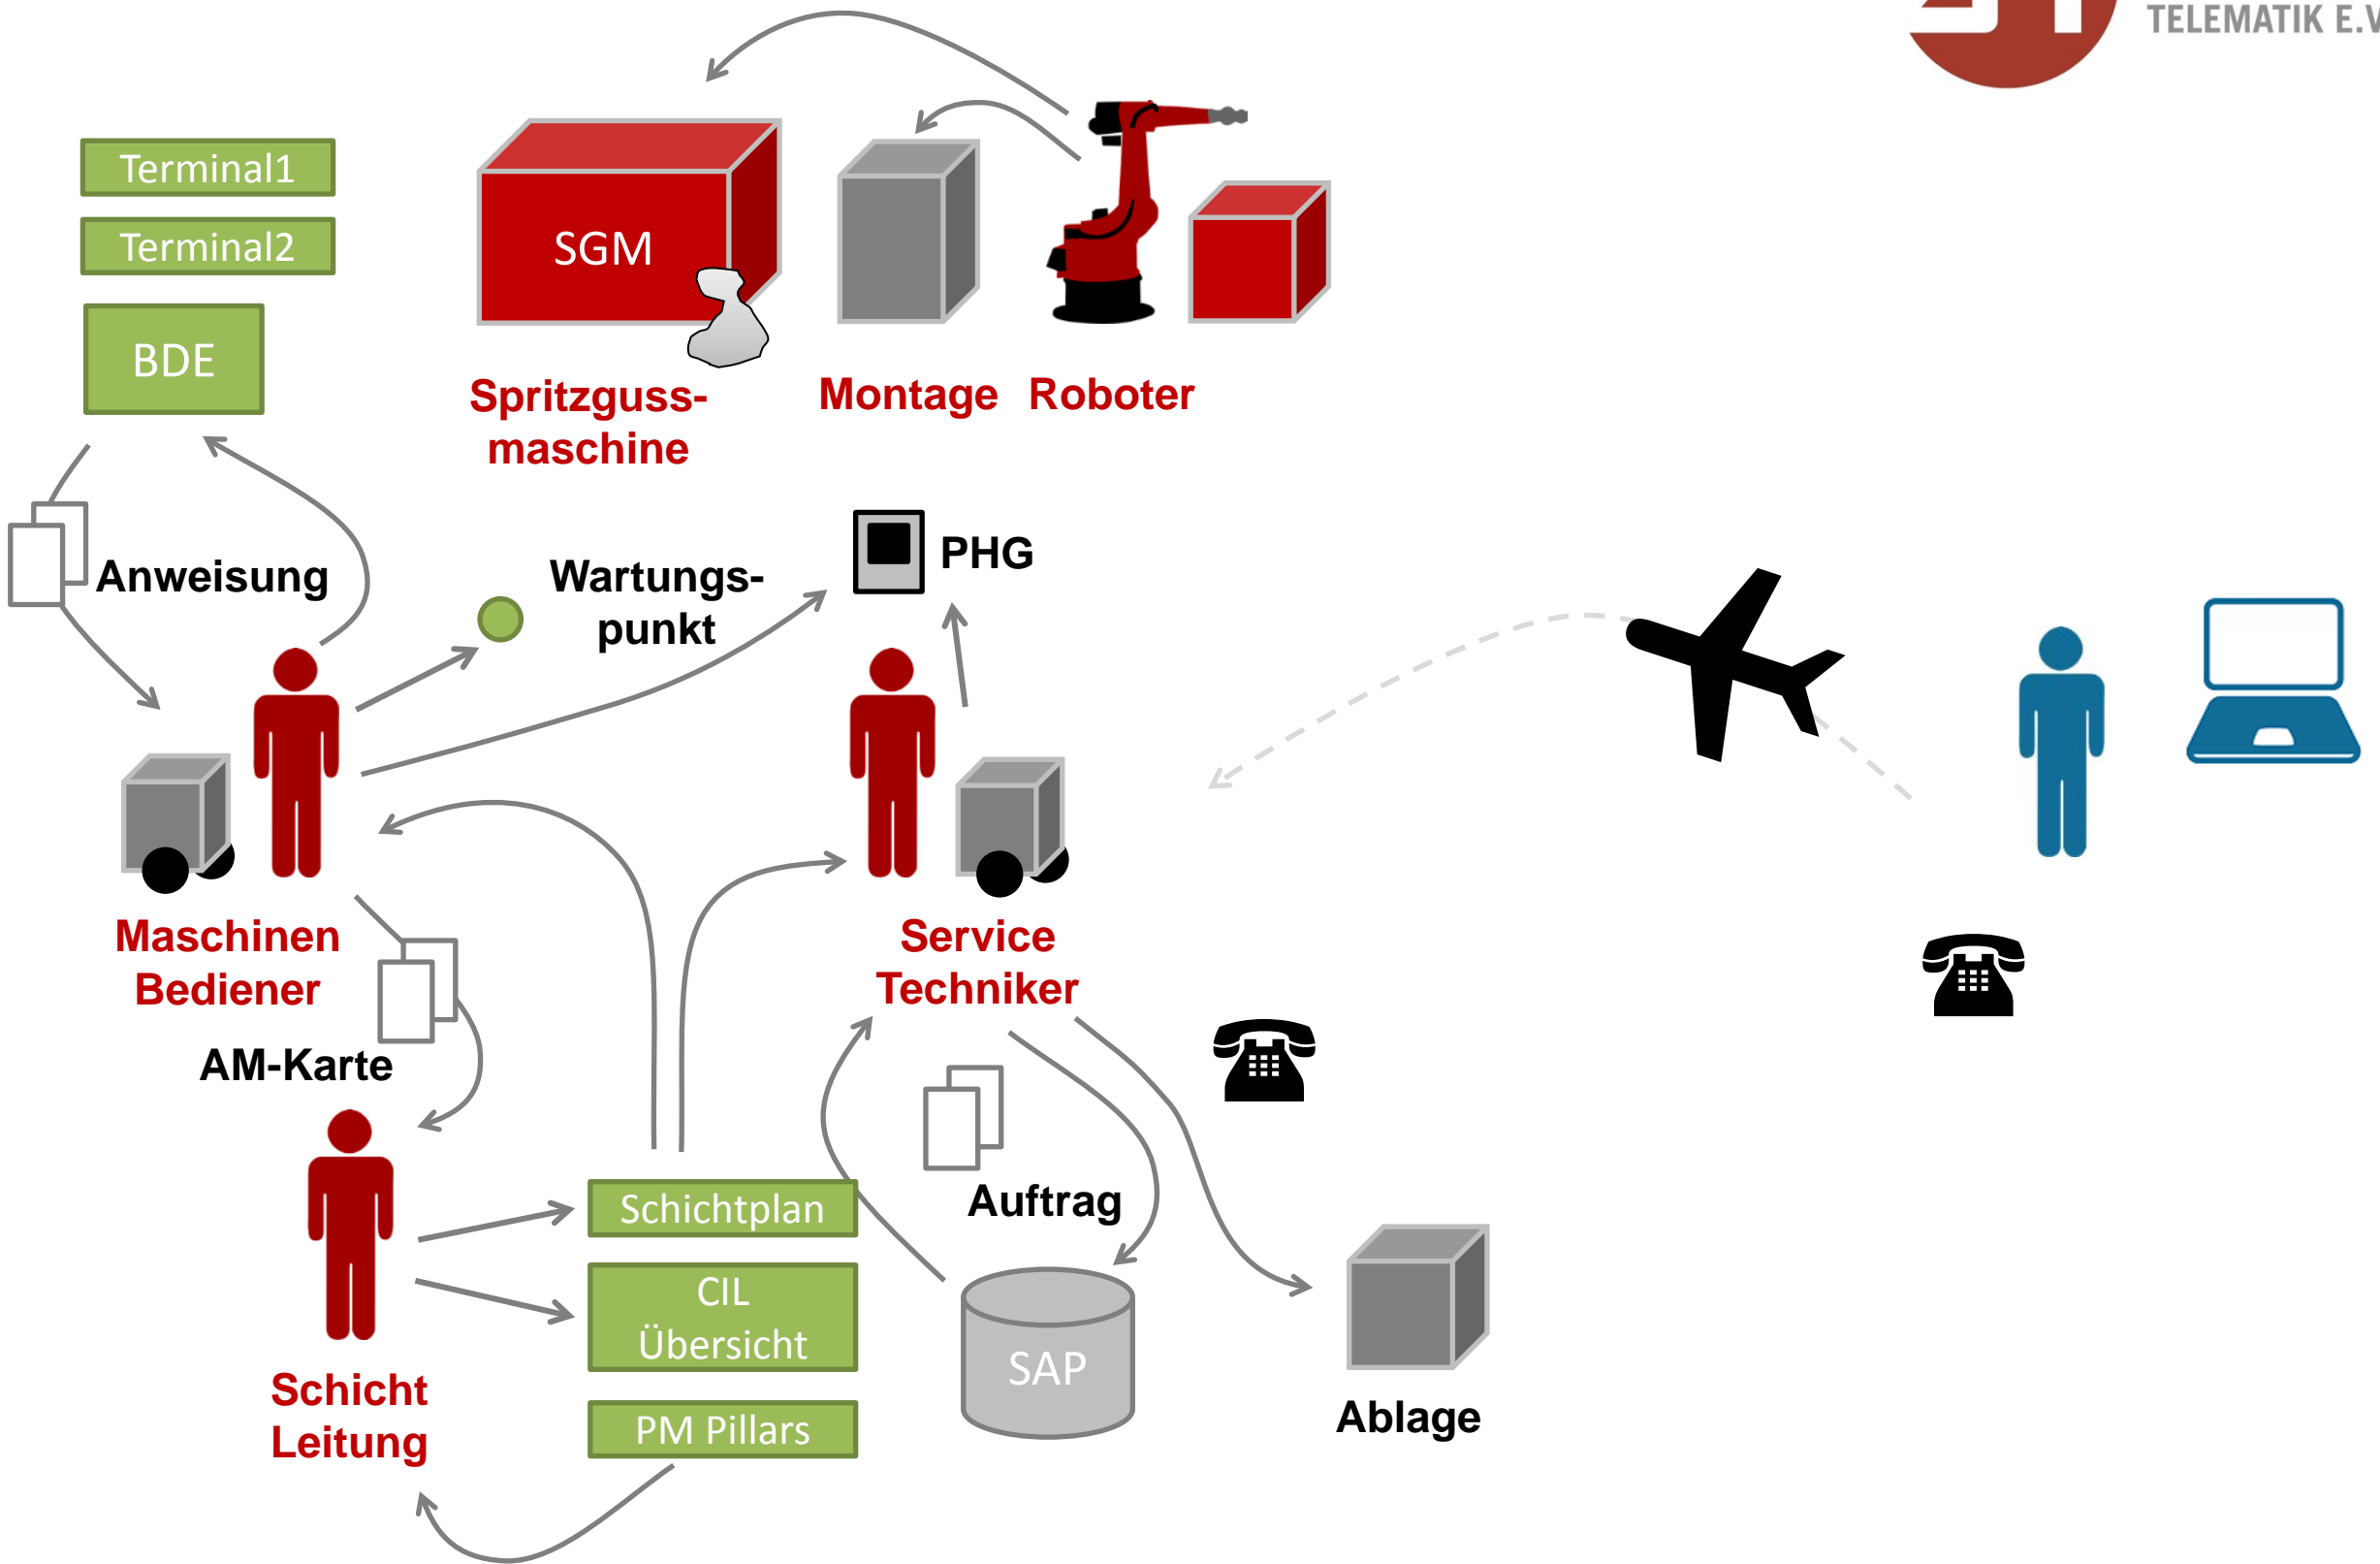 TELEMATIK E.V
Terminal1
Terminal2
BDE
SGM
Spritzguss-
maschine
Montage
Roboter
Anweisung
Wartungs-
punkt
PHG
Maschinen
Bediener
Service
Techniker
AM-Karte
Schicht
Leitung
Schichtplan
CIL
Übersicht
PM Pillars
Auftrag
SAP
Ablage